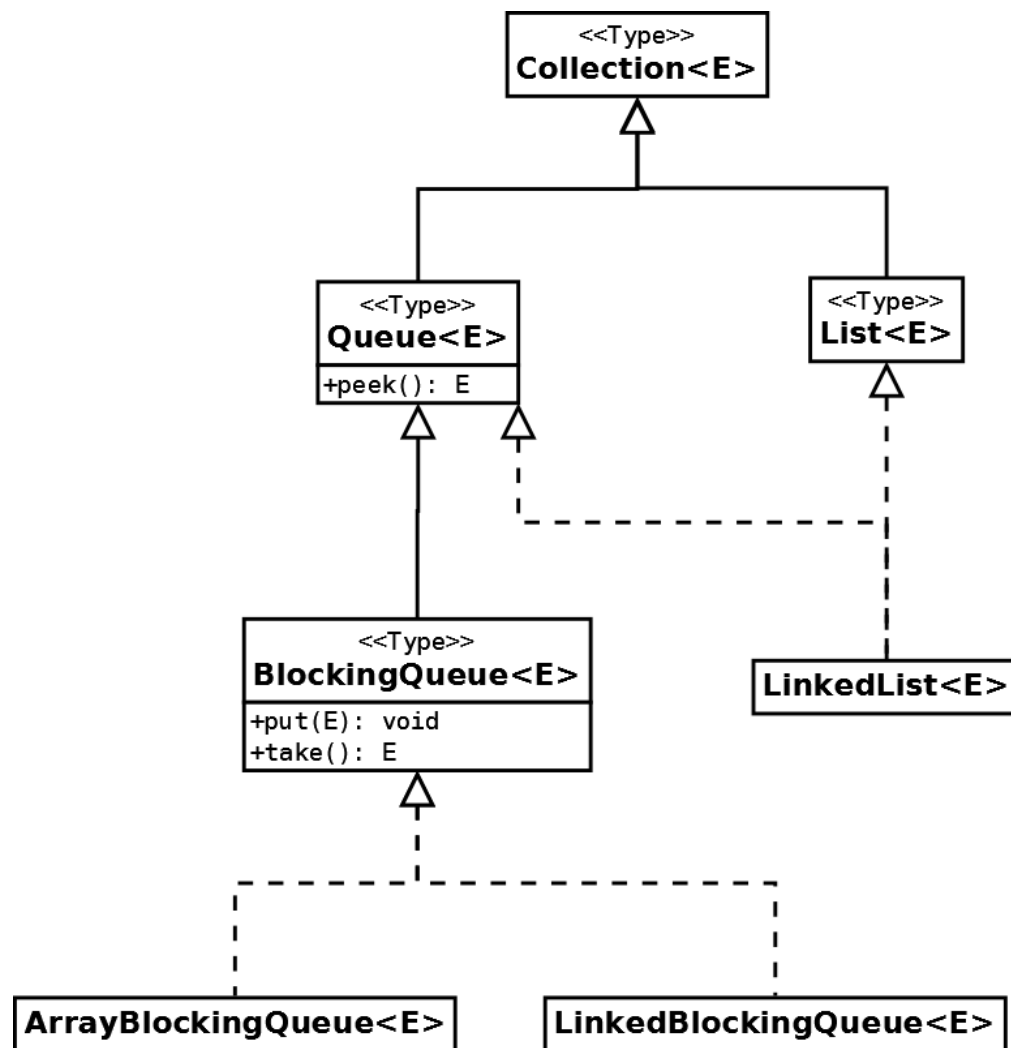 <<Type>>
Collection<E>
<<Type>>
Queue<E>
+peek(): E
<<Type>>
List<E>
<<Type>>
BlockingQueue<E>
+put(E): void
+take(): E
LinkedList<E>
ArrayBlockingQueue<E>
LinkedBlockingQueue<E>